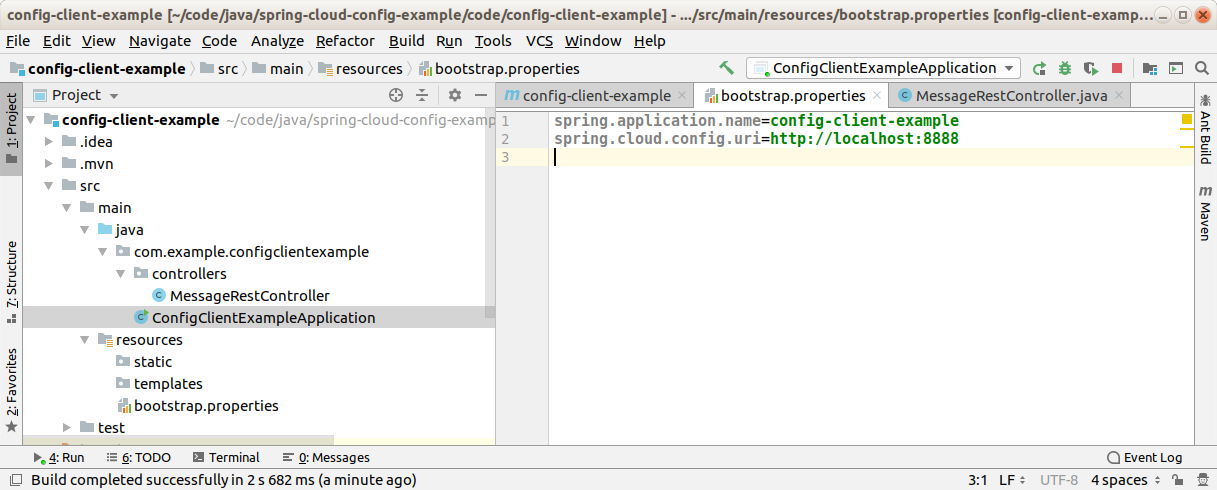 config-client-example [~/code/java/spring-cloud-config-example/code/config-client-example] - .../src/main/resources/bootstrap.properties [config-client-examp...
File Edit View Navigate Code Analyze Refactor Build Run Tools VCS Window Help
config-client-example src main resources bootstrap.properties ConfigClientExampleApplication
1: Project
Project
config-client-example bootstrap.properties MessageRestController.java
config-client-example ~/code/java/spring-cloud-config-examp
.idea
.mvn
src
main
java
com.example.configclientexample
controllers
MessageRestController
ConfigClientExampleApplication
resources
static
templates
bootstrap.properties
test
7: Structure
2: Favorites
1 spring.application.name=config-client-example
2 spring.cloud.config.uri=http://localhost:8888
3
Ant Build
m Maven
4: Run 6: TODO Terminal 0: Messages Event Log
Build completed successfully in 2 s 682 ms (a minute ago) 3:1 LF UTF-8 4 spaces